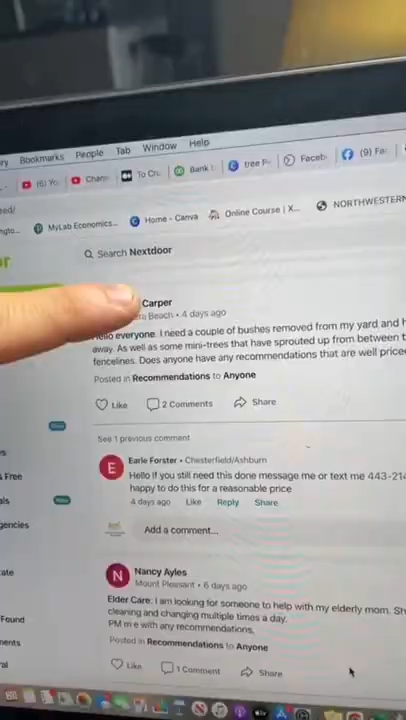 Bookmarks People Tab Window Help
(6) Yo
Chann
To Cru
Bank
tree
Faceb
(9) Fa
eed/
MyLab Economics...
Home - Canva
Online Course | X...
NORTHWESTERN
Search Nextdoor
Carper
Beach • 4 days ago
everyone. I need a couple of bushes removed from my yard and
away. As well as some mini-trees that have sprouted up from between
fencelines. Does anyone have any recommendations that are well price
Posted in Recommendations to Anyone
Like 2 Comments Share
See 1 previous comment
E
Earle Forster • Chesterfield/Ashburn
Hello If you still need this done message me or text me 443-214
happy to do this for a reasonable price
4 days ago Like Reply Share
Add a comment...
N
Nancy Ayles
Mount Pleasant • 6 days ago
Elder Care: I am looking for someone to help with my elderly mom. Sh
cleaning and changing multiple times a day.
PM m e with any recommendations.
Posted in Recommendations to Anyone
Like 1 Comment Share
& Free
gencies
Found